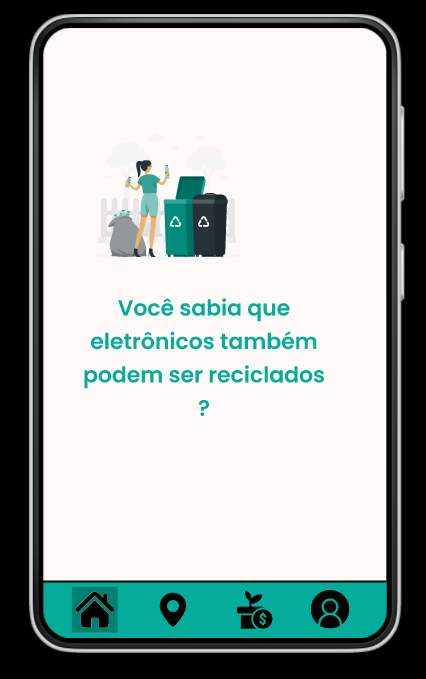 Você sabia que
eletrônicos também
podem ser reciclados
?
$